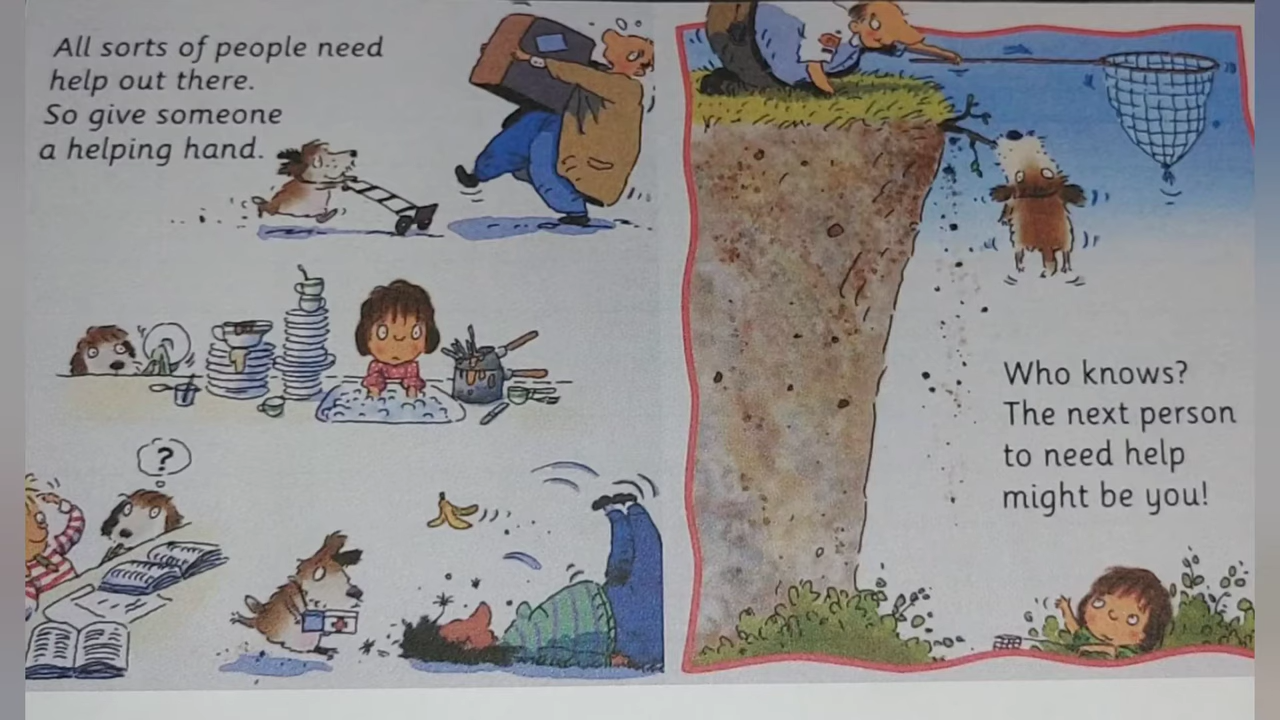 All sorts of people need
help out there.
So give someone
a helping hand.
?
Who knows?
The next person
to need help
might be you!